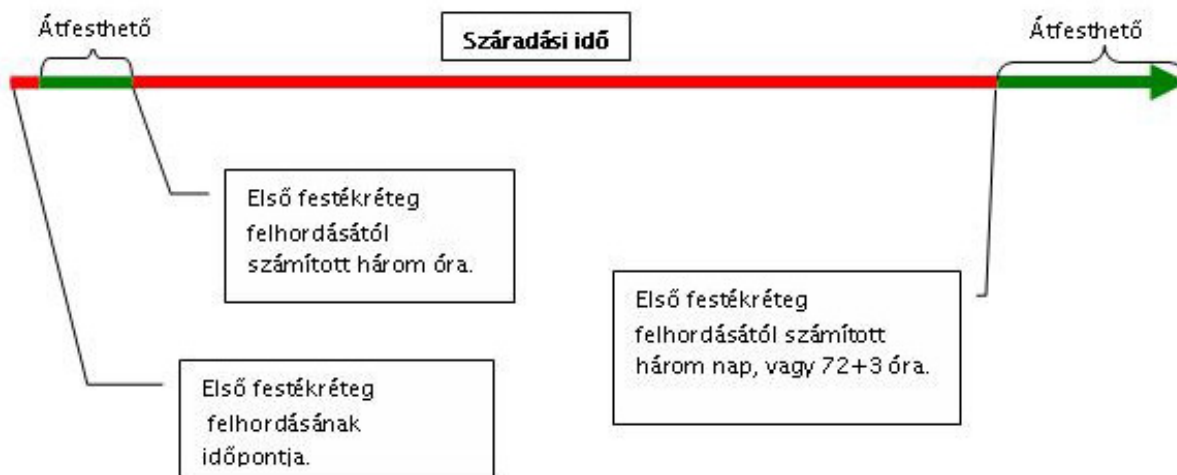 Átfesthető
Száradási idő
Átfesthető
Első festékréteg
felhordásától
számított három óra.
Első festékréteg
felhordásától számított
három nap, vagy 72+3 óra.
Első festékréteg
felhordásának
időpontja.